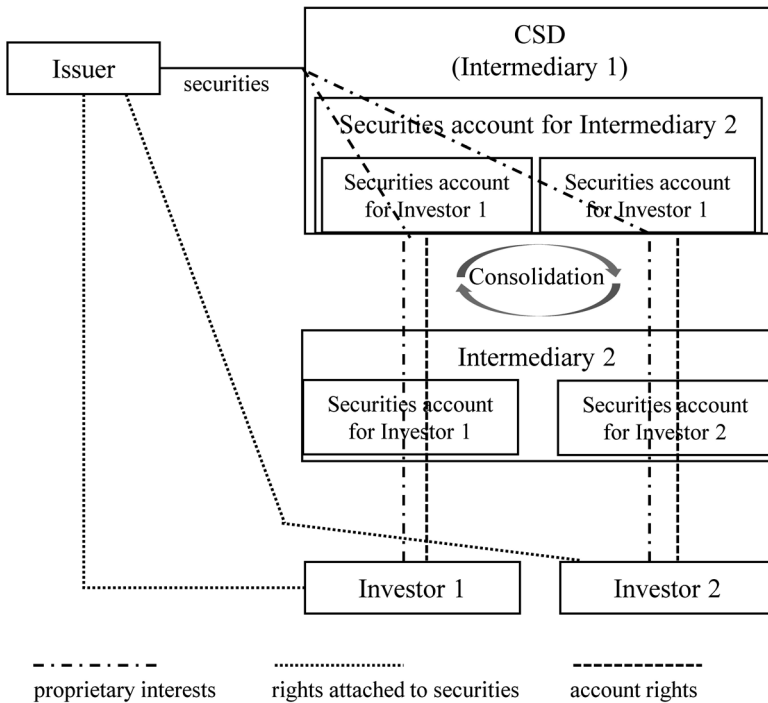 CSD
(Intermediary 1)
Issuer
securities
Securities account for Intermediary 2
Securities account
for Investor 1
Securities account
for Investor 1
Consolidation
Intermediary 2
Securities account
for Investor 1
Securities account
for Investor 2
Investor 1
Investor 2
proprietary interests
rights attached to securities
account rights